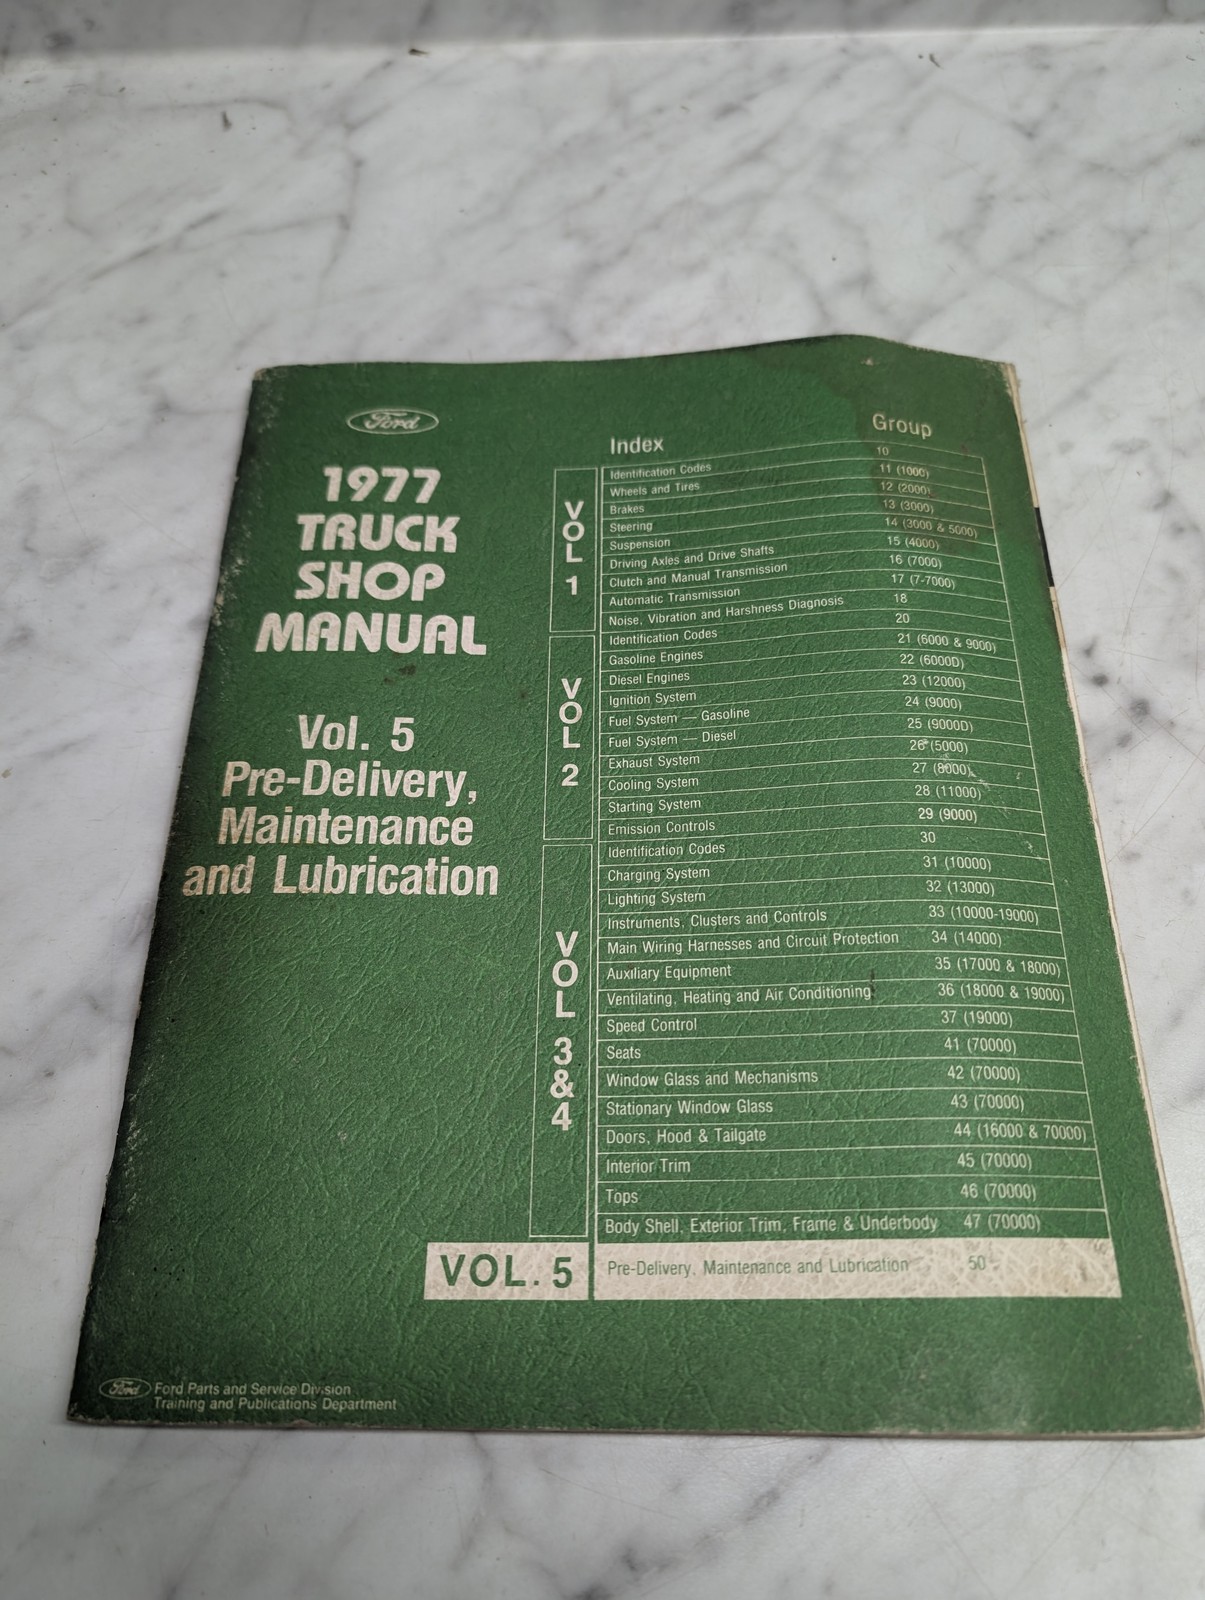 Ford
1977
TRUCK
SHOP
MANUAL
Vol. 5
Pre-Delivery,
Maintenance
and Lubrication
Index Group
VOL 1
Identification Codes 10
Wheels and Tires 11 (1000)
Brakes 12 (2000)
Steering 13 (3000)
Suspension 14 (3000 & 5000)
Driving Axles and Drive Shafts 15 (4000)
Clutch and Manual Transmission 16 (7000)
Automatic Transmission 17 (7-7000)
Noise, Vibration and Harshness Diagnosis 18
VOL 2
Identification Codes 20
Gasoline Engines 21 (6000 & 9000)
Diesel Engines 22 (6000D)
Ignition System 23 (12000)
Fuel System — Gasoline 24 (9000)
Fuel System — Diesel 25 (9000D)
Exhaust System 26 (5000)
Cooling System 27 (8000)
Starting System 28 (11000)
Emission Controls 29 (9000)
VOL 3 & 4
Identification Codes 30
Charging System 31 (10000)
Lighting System 32 (13000)
Instruments, Clusters and Controls 33 (10000-19000)
Main Wiring Harnesses and Circuit Protection 34 (14000)
Auxiliary Equipment 35 (17000 & 18000)
Ventilating, Heating and Air Conditioning 36 (18000 & 19000)
Speed Control 37 (19000)
Seats 41 (70000)
Window Glass and Mechanisms 42 (70000)
Stationary Window Glass 43 (70000)
Doors, Hood & Tailgate 44 (16000 & 70000)
Interior Trim 45 (70000)
Tops 46 (70000)
Body Shell, Exterior Trim, Frame & Underbody 47 (70000)
VOL. 5 Pre-Delivery, Maintenance and Lubrication 50
Ford Ford Parts and Service Division
Training and Publications Department